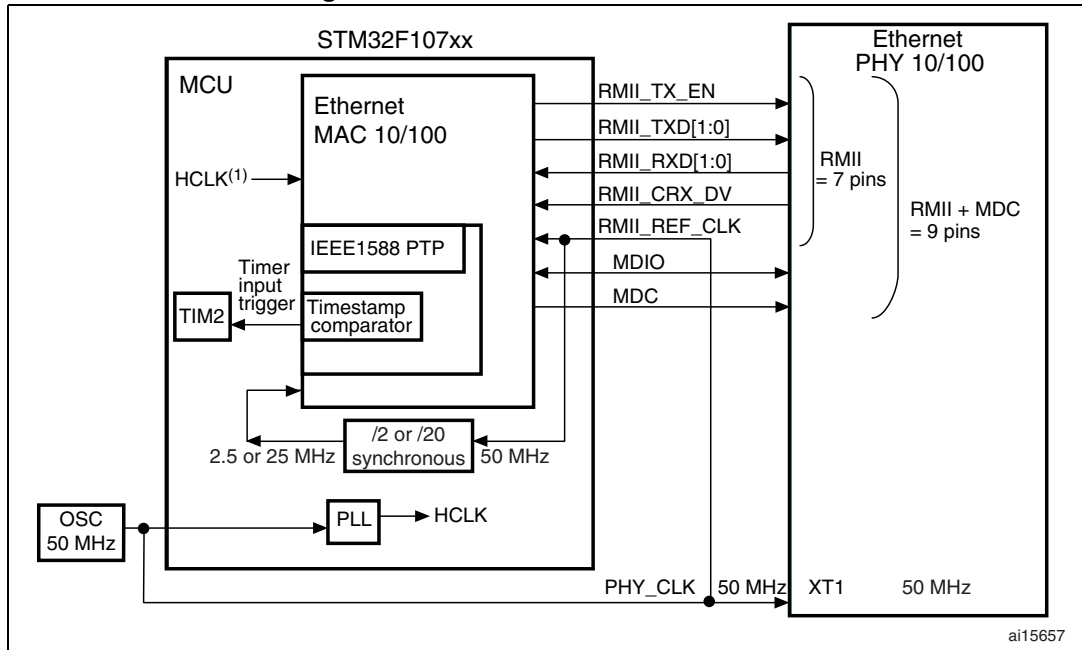 STM32F107xx
Ethernet
PHY 10/100
MCU
Ethernet
MAC 10/100
HCLK(1)
IEEE1588 PTP
Timer
input
trigger
TIM2
Timestamp
comparator
/2 or /20
synchronous
2.5 or 25 MHz
50 MHz
OSC
50 MHz
PLL
HCLK
RMII_TX_EN
RMII_TXD[1:0]
RMII_RXD[1:0]
RMII_CRX_DV
RMII_REF_CLK
MDIO
MDC
RMII
= 7 pins
RMII + MDC
= 9 pins
PHY_CLK 50 MHz
XT1 50 MHz
ai15657